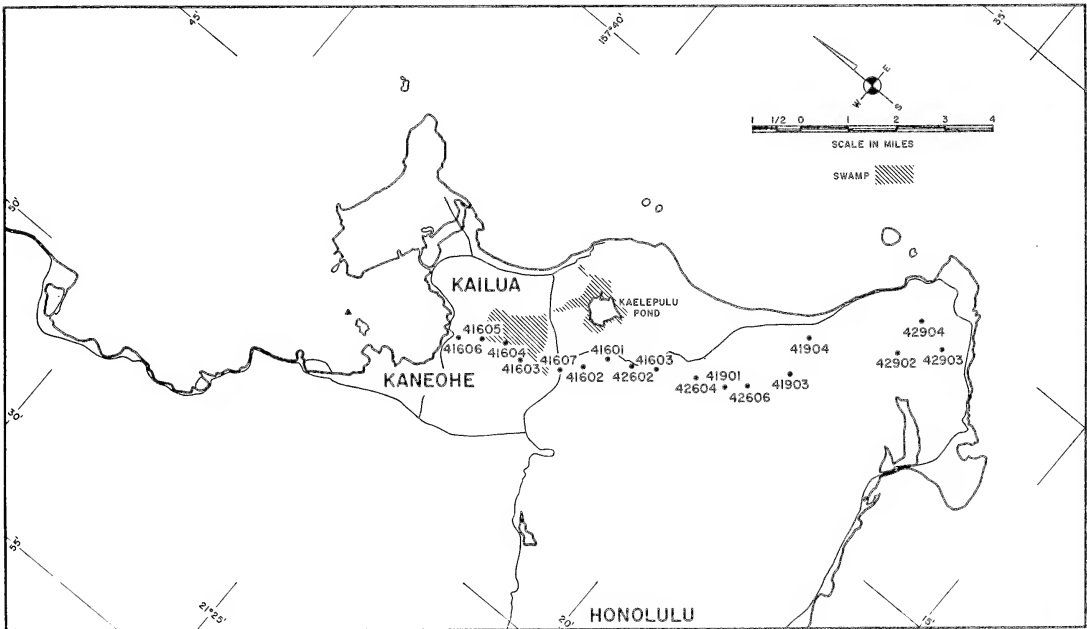 45'
157°40'
35'
E
W
S
1 1/2 0 1 2 3 4
SCALE IN MILES
SWAMP
50'
KAILUA
KAELEPULU
POND
41605
41606
41604
41603
KANEOHE
41607
41602
41601
42602
41603
42604
41901
42606
41903
41904
42904
42902
42903
30'
55'
21°25'
20'
15'
HONOLULU